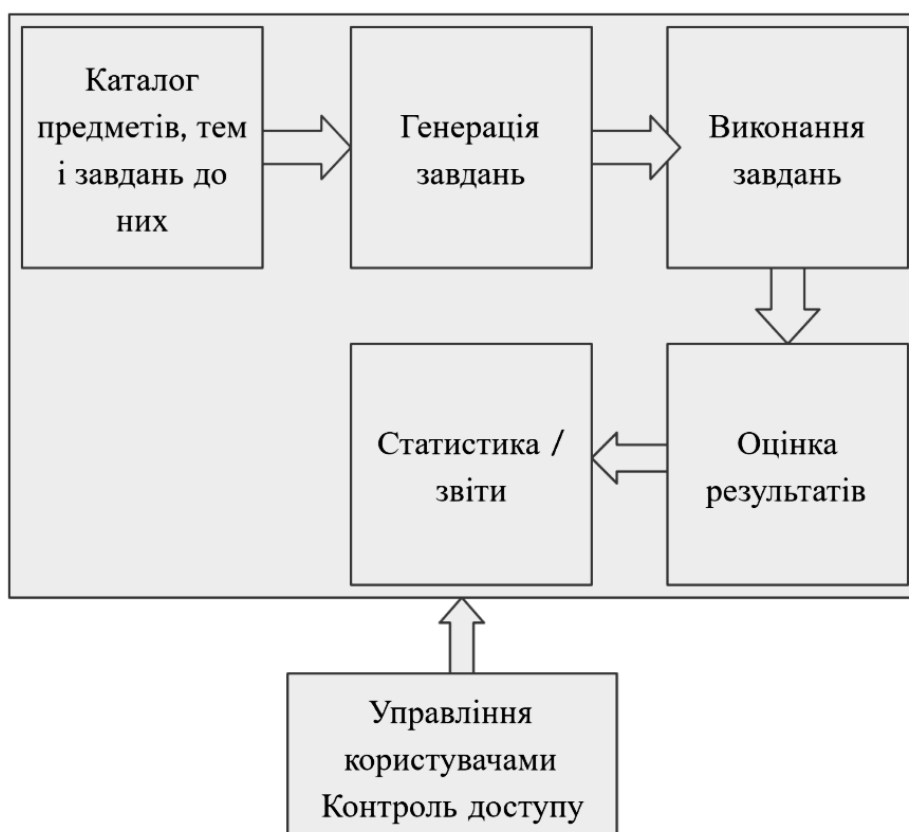 Каталог
предметів, тем
і завдань до
них
Генерація
завдань
Виконання
завдань
Статистика /
звіти
Оцінка
результатів
Управління
користувачами
Контроль доступу